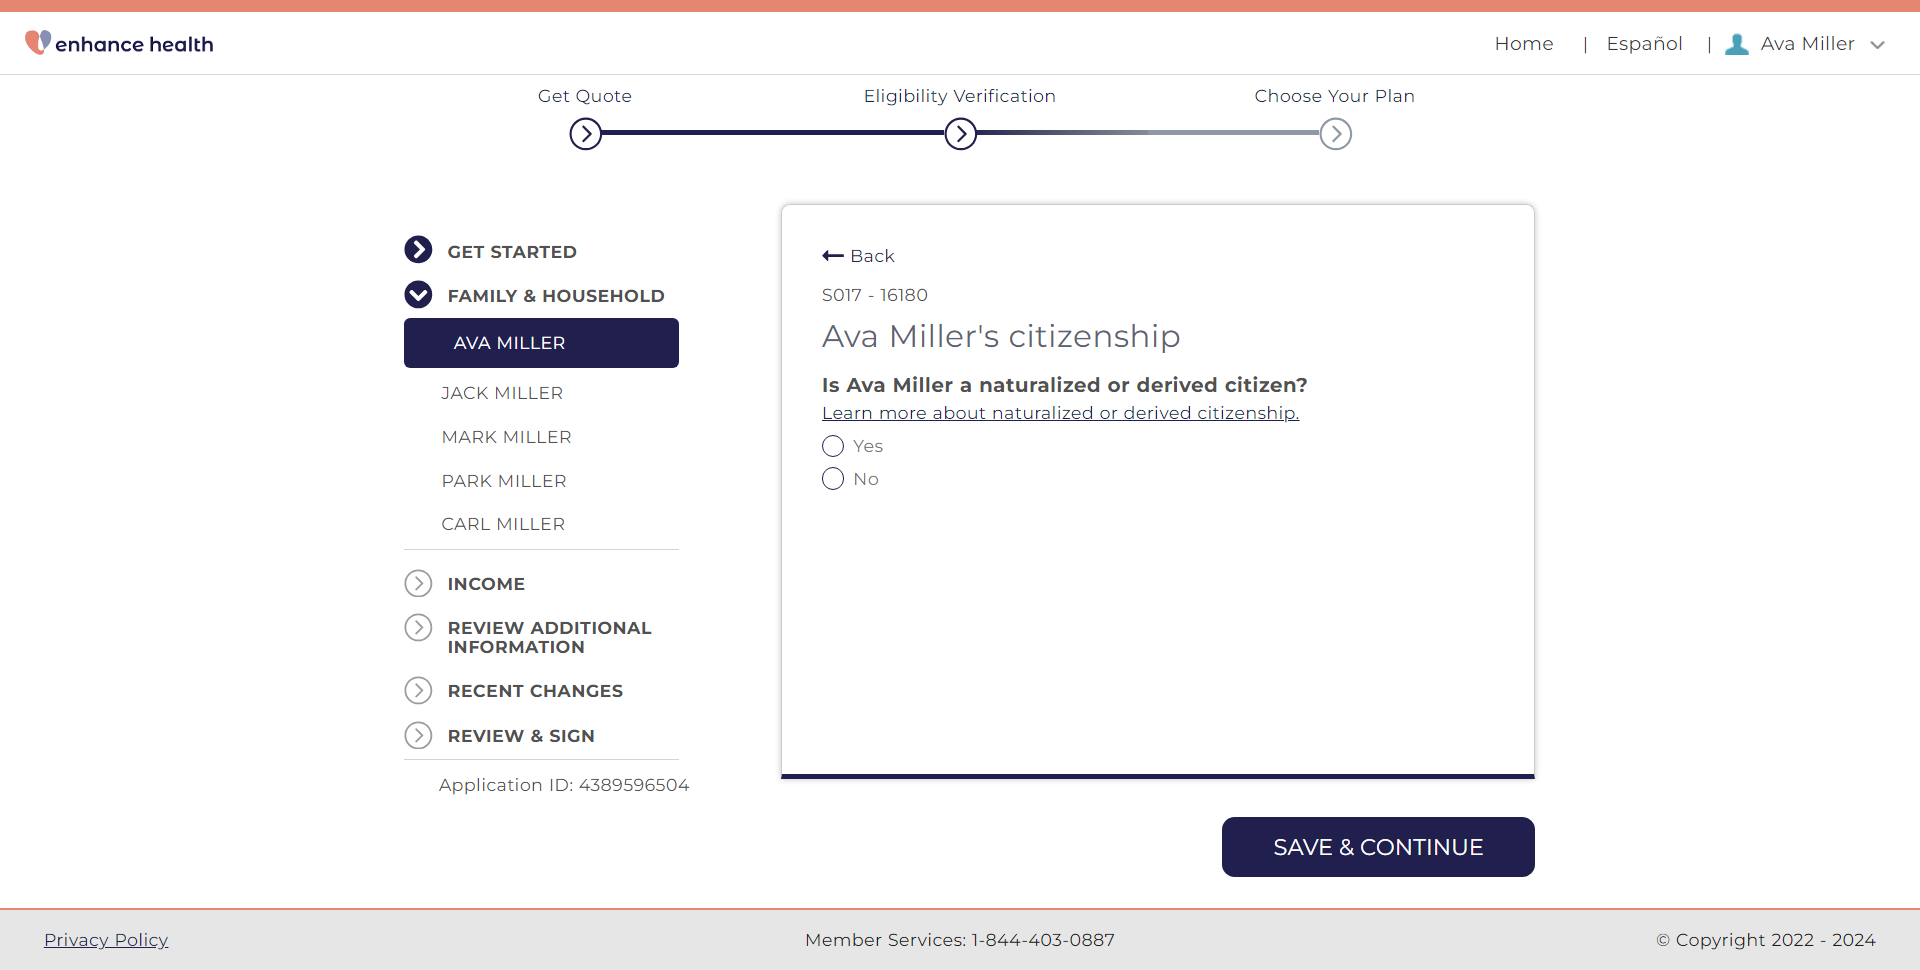 enhance health
Home | Español | Ava Miller
Get Quote
Eligibility Verification
Choose Your Plan
GET STARTED
FAMILY & HOUSEHOLD
AVA MILLER
JACK MILLER
MARK MILLER
PARK MILLER
CARL MILLER
INCOME
REVIEW ADDITIONAL
INFORMATION
RECENT CHANGES
REVIEW & SIGN
Application ID: 4389596504
Back
S017 - 16180
Ava Miller's citizenship
Is Ava Miller a naturalized or derived citizen?
Learn more about naturalized or derived citizenship.
Yes
No
SAVE & CONTINUE
Privacy Policy
Member Services: 1-844-403-0887
© Copyright 2022 - 2024